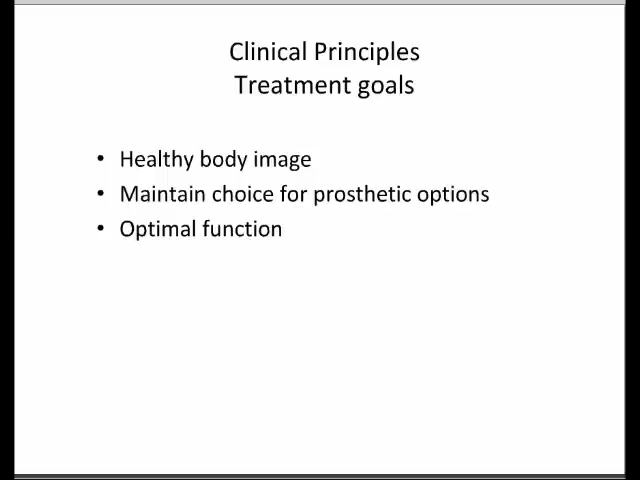 Clinical Principles
Treatment goals
• Healthy body image
• Maintain choice for prosthetic options
• Optimal function